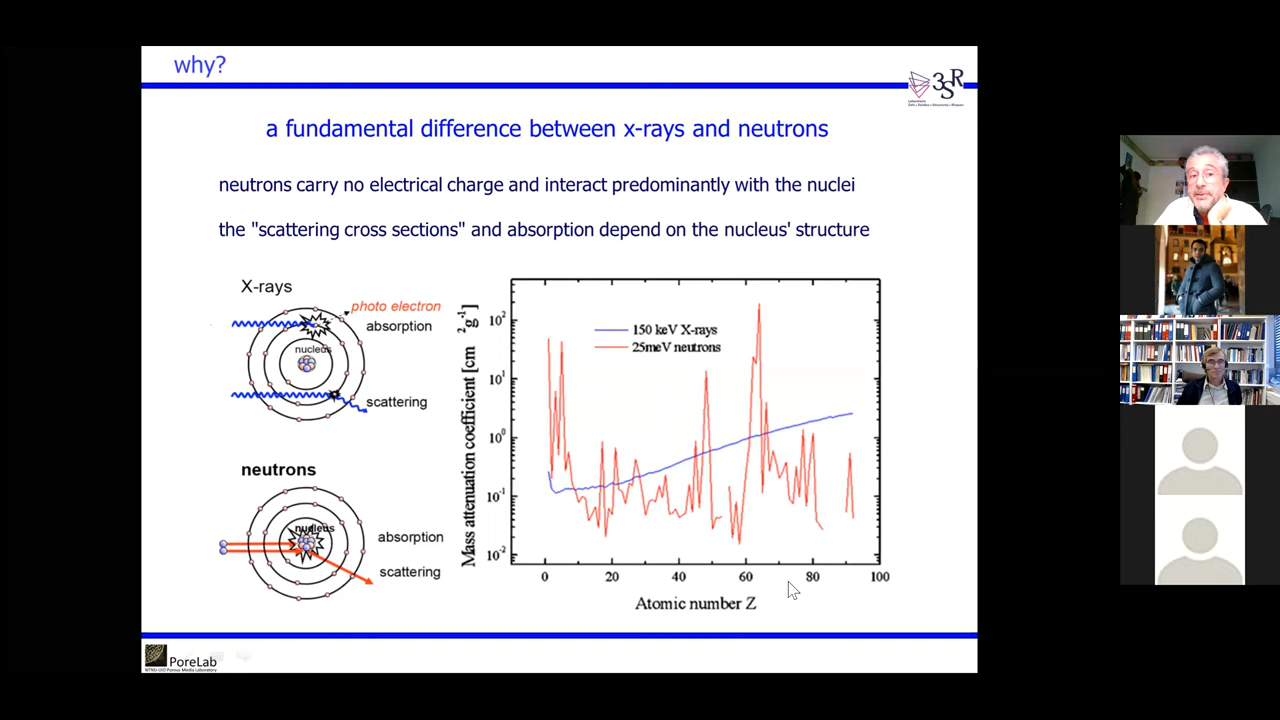 why?
3SR
a fundamental difference between x-rays and neutrons
neutrons carry no electrical charge and interact predominantly with the nuclei
the "scattering cross sections" and absorption depend on the nucleus' structure
X-rays
photo electron
absorption
nucleus
scattering
neutrons
nucleus
absorption
scattering
Mass attenuation coefficient [cm ²g⁻¹]
10²
10¹
10⁰
10⁻¹
10⁻²
150 keV X-rays
25meV neutrons
0 20 40 60 80 100
Atomic number Z
PoreLab